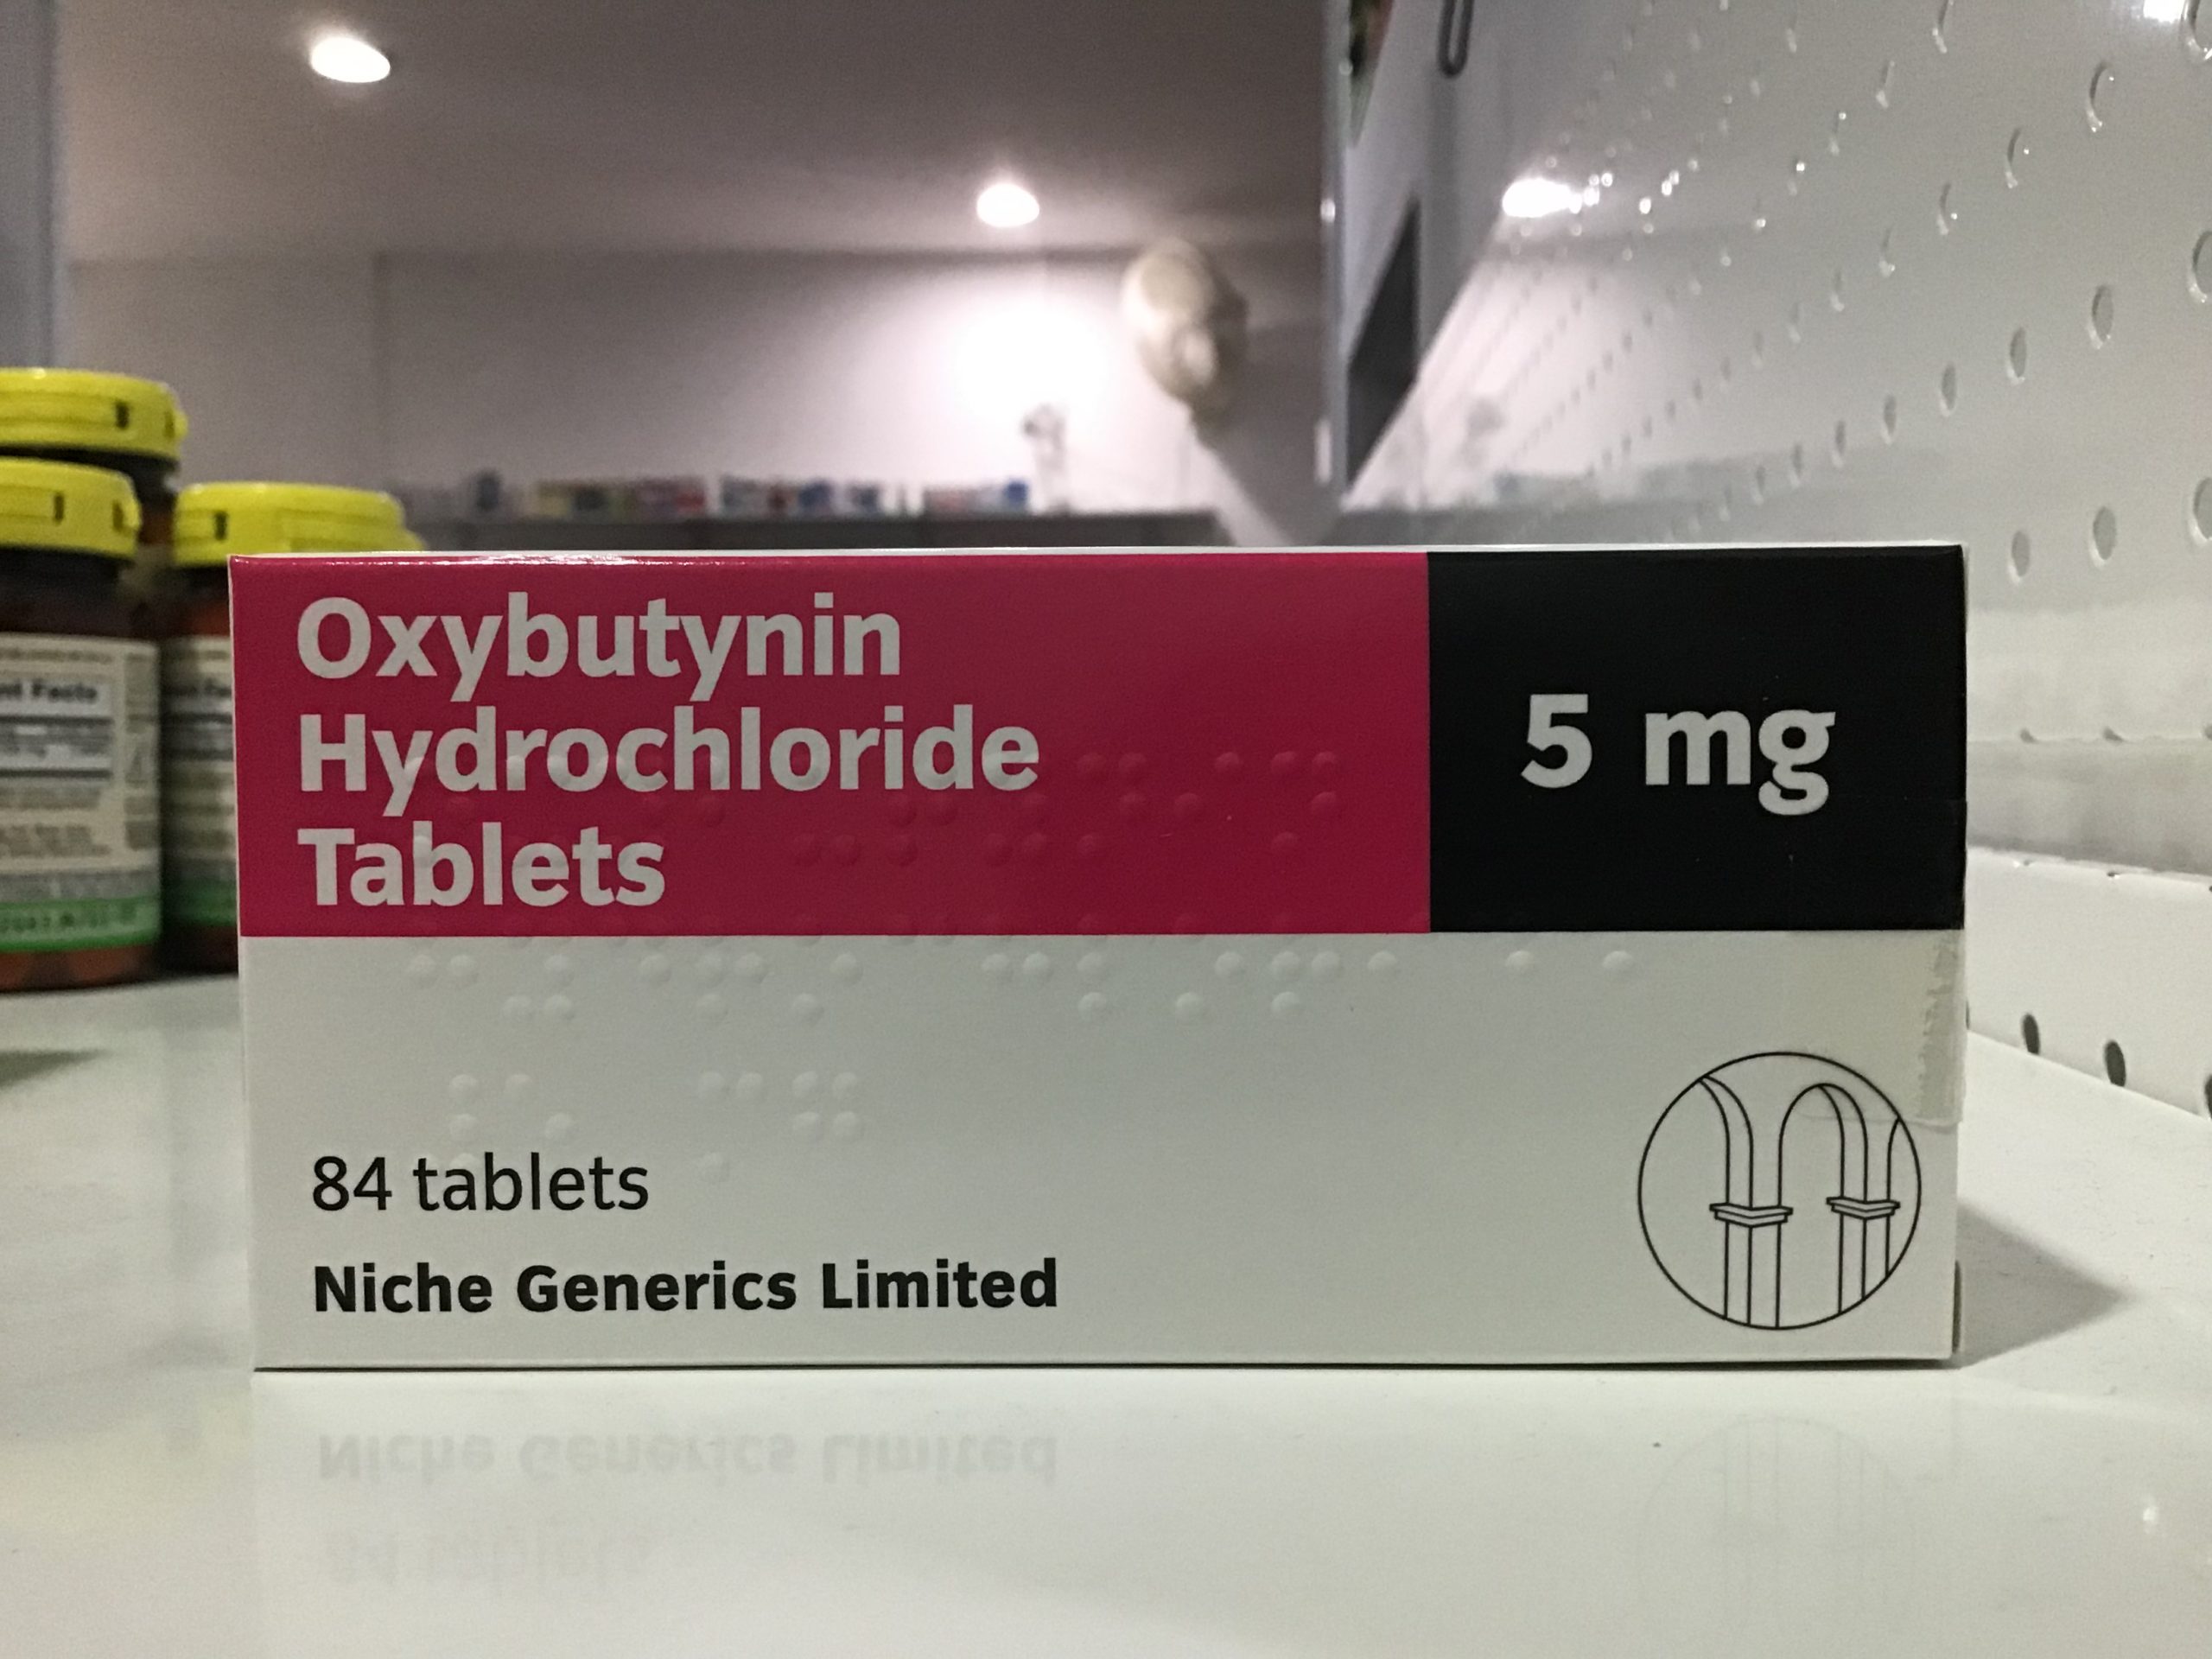 Oxybutynin
Hydrochloride
Tablets
5 mg
84 tablets
Niche Generics Limited